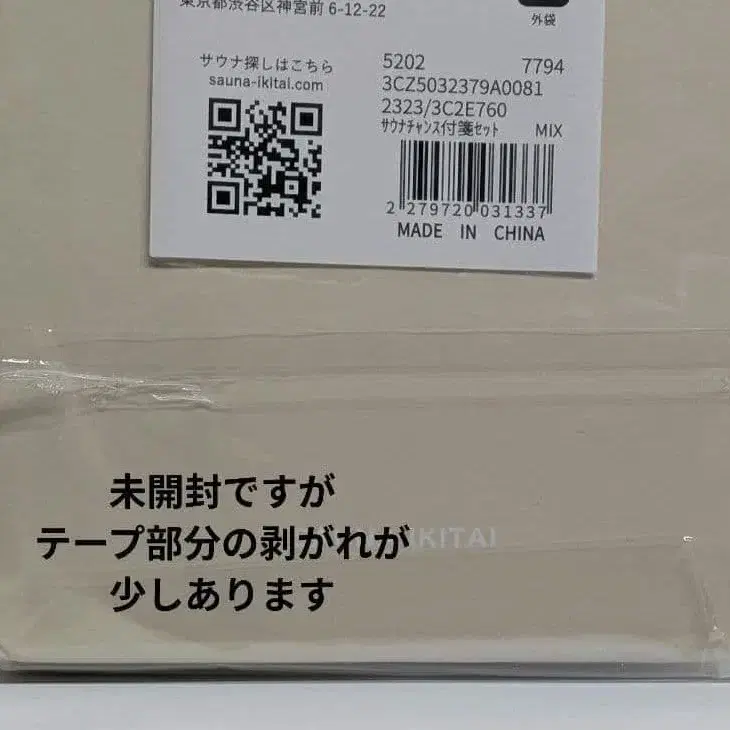 東京都渋谷区神宮前 6-12-22
外袋
サウナ探しはこちら
sauna-ikitai.com
5202 7794
3CZ5032379A0081
2323/3C2E760
ｻｳﾅﾁｬﾝｽ付箋ｾｯﾄ MIX
2 279720 031337
MADE IN CHINA
未開封ですが
テープ部分の剥がれが
少しあります
IKITAI